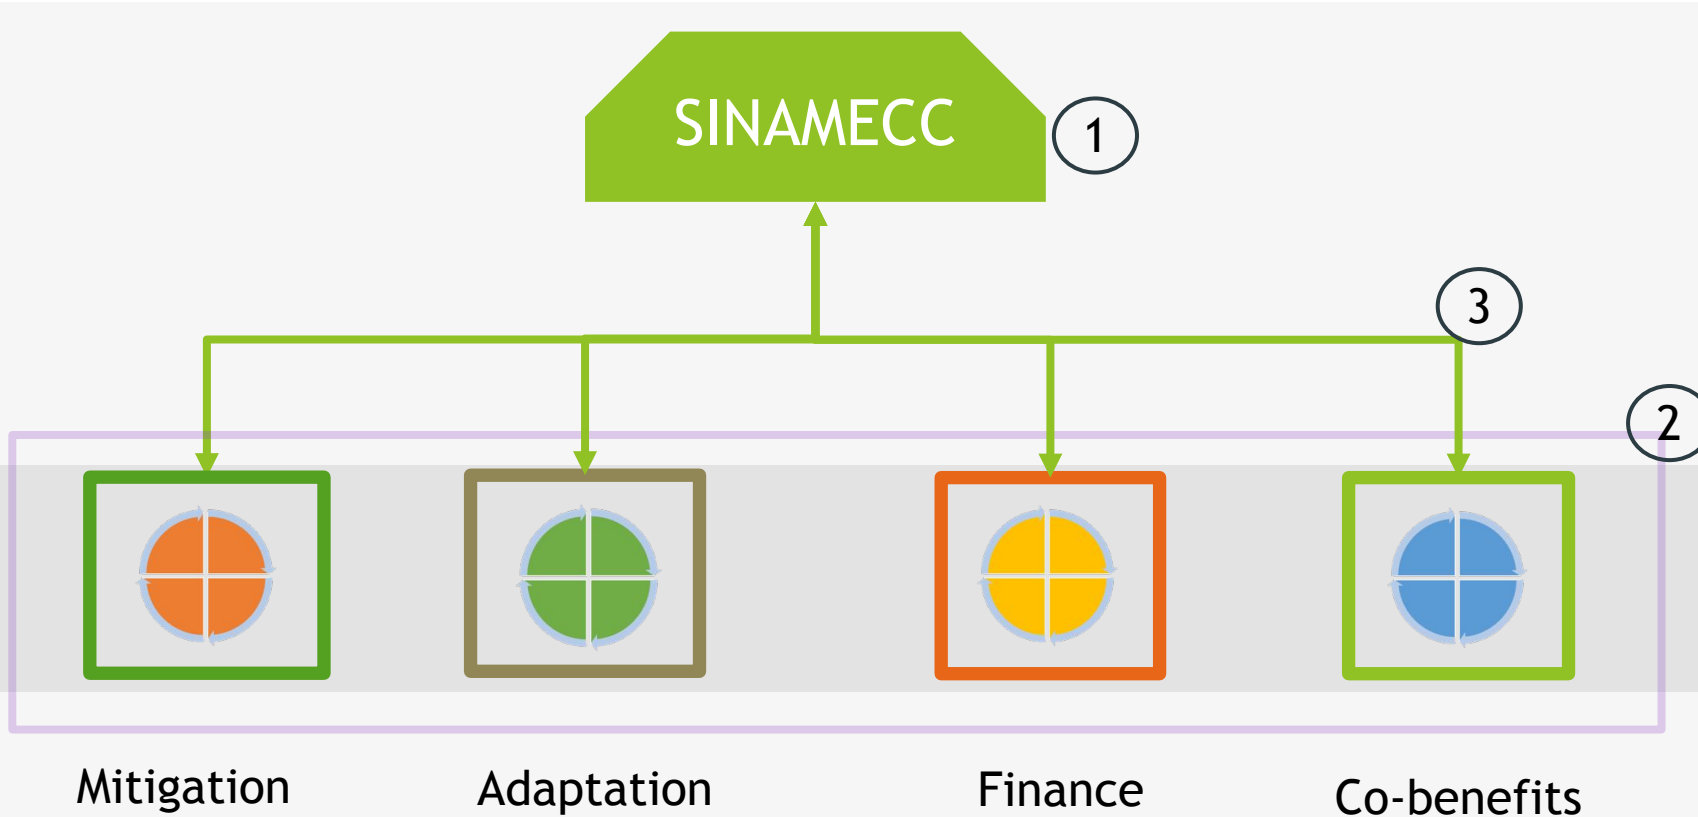 SINAMECC
1
3
2
Mitigation
Adaptation
Finance
Co-benefits